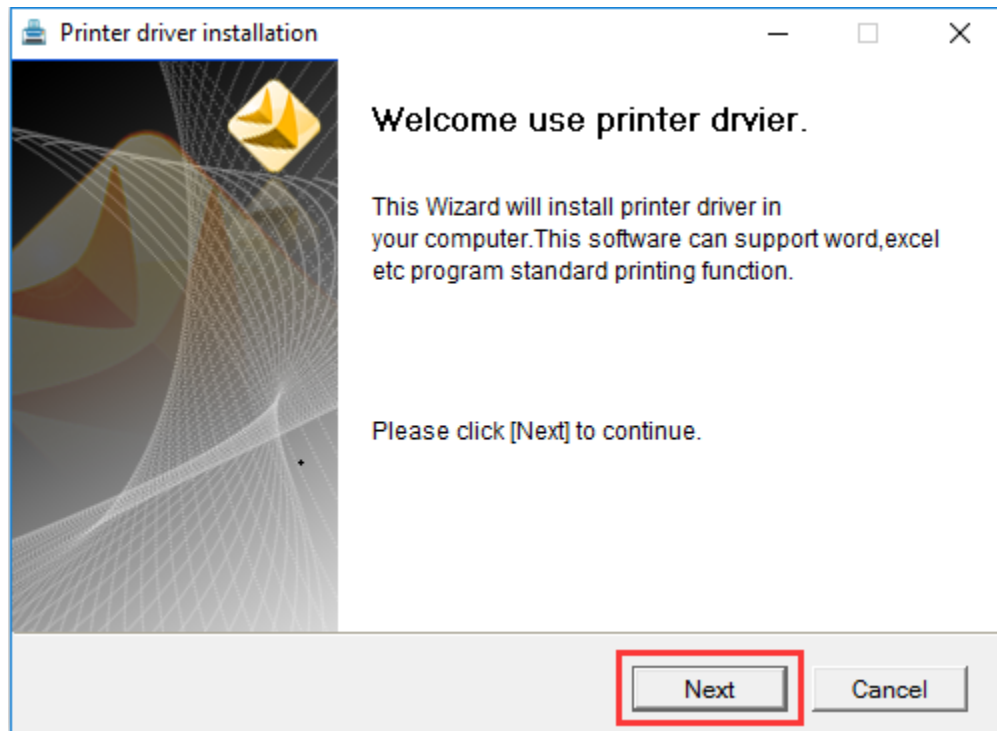 Printer driver installation
Welcome use printer drvier.
This Wizard will install printer driver in
your computer.This software can support word,excel
etc program standard printing function.
Please click [Next] to continue.
Next
Cancel